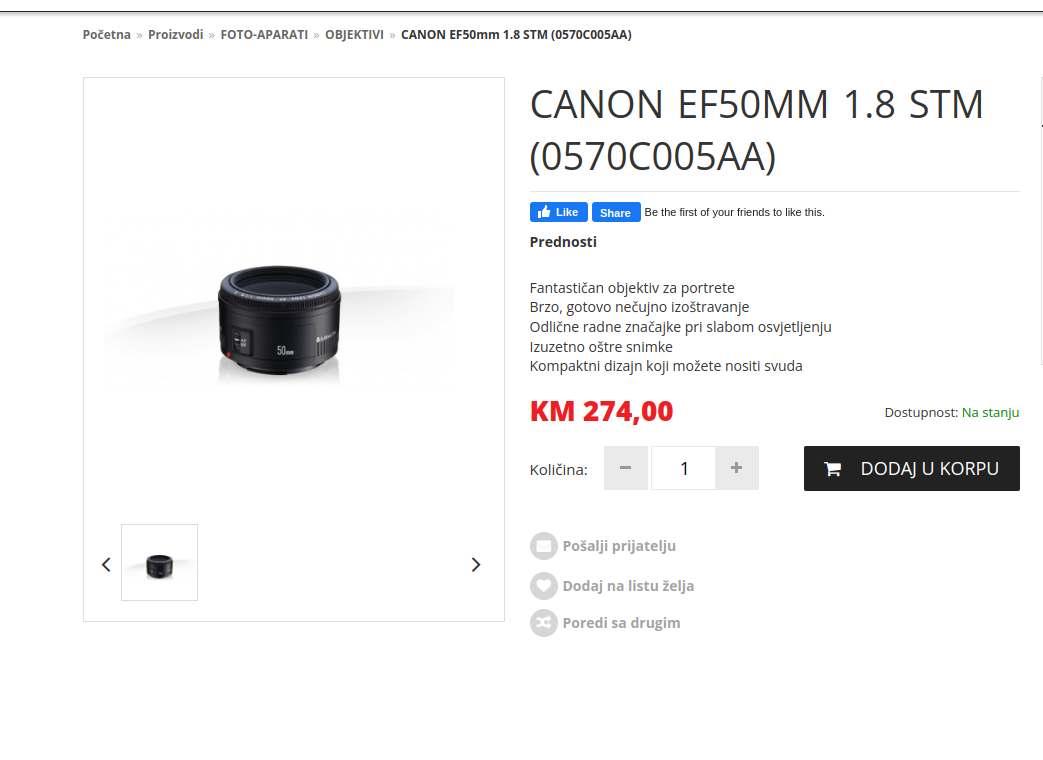 Početna » Proizvodi » FOTO-APARATI » OBJEKTIVI » CANON EF50mm 1.8 STM (0570C005AA)
CANON EF50MM 1.8 STM
(0570C005AA)
Like Share Be the first of your friends to like this.
Prednosti
Fantastičan objektiv za portrete
Brzo, gotovo nečujno izoštravanje
Odlične radne značajke pri slabom osvjetljenju
Izuzetno oštre snimke
Kompaktni dizajn koji možete nositi svuda
50mm
KM 274,00
Dostupnost: Na stanju
Količina: − 1 +
DODAJ U KORPU
Pošalji prijatelju
Dodaj na listu želja
Poredi sa drugim